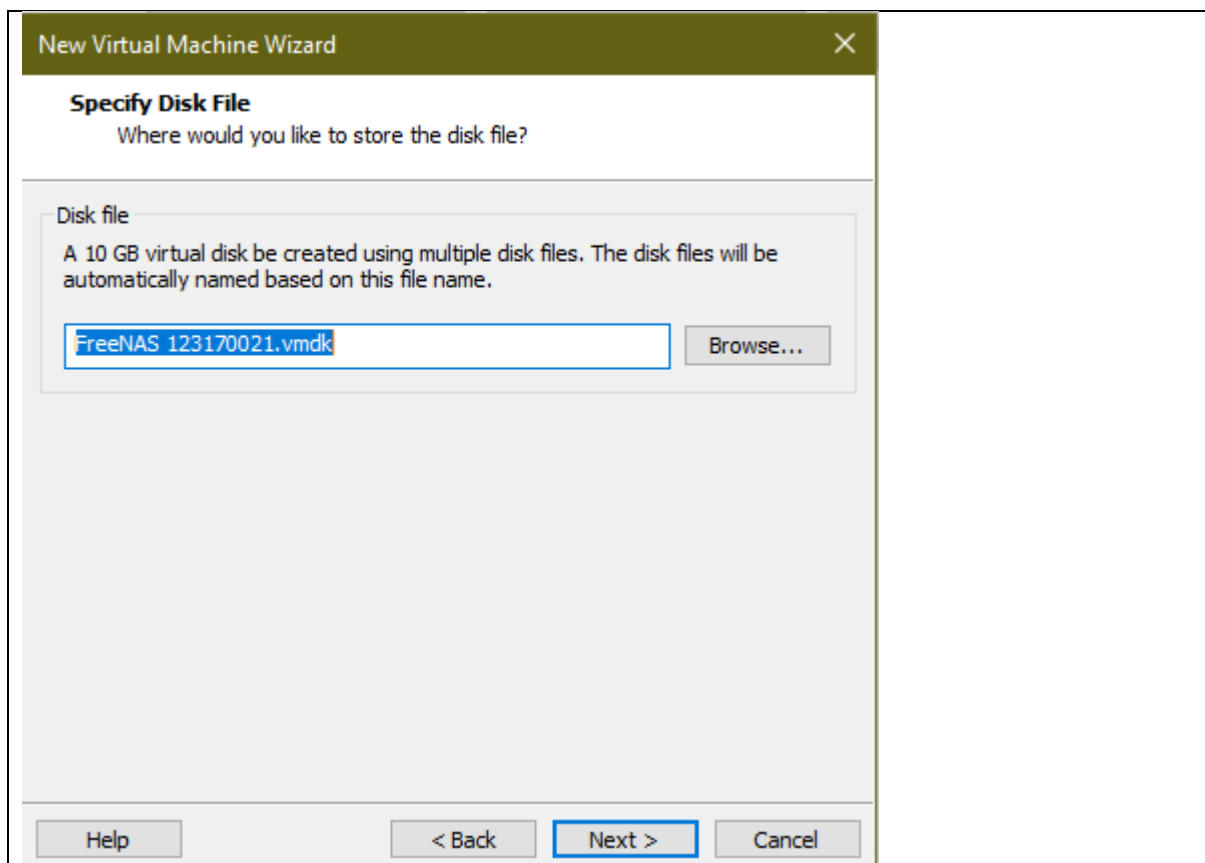 New Virtual Machine Wizard
Specify Disk File
Where would you like to store the disk file?
Disk file
A 10 GB virtual disk be created using multiple disk files. The disk files will be
automatically named based on this file name.
FreeNAS 123170021.vmdk
Browse...
Help
< Back
Next >
Cancel